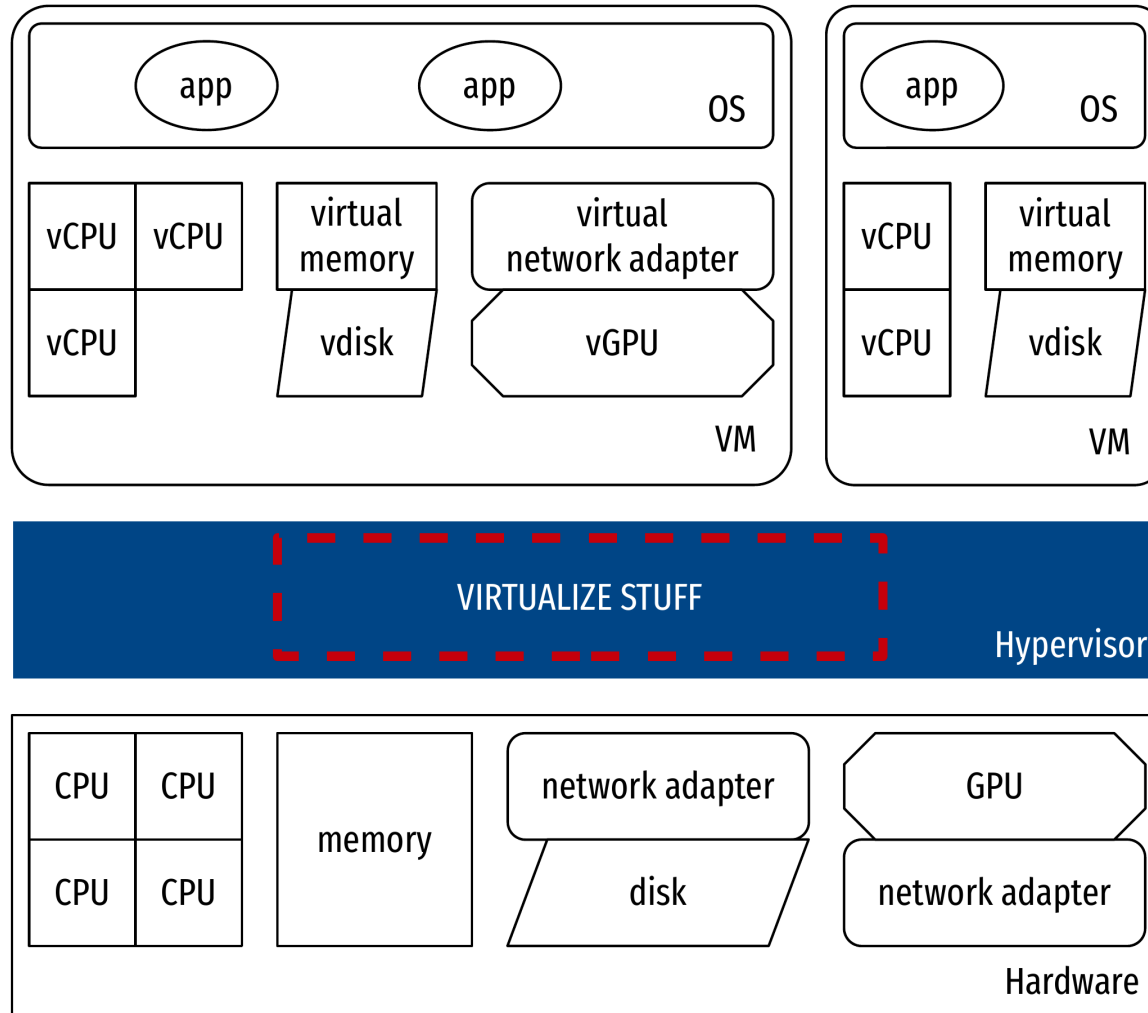 app
app
OS
vCPU
vCPU
virtual
memory
virtual
network adapter
vCPU
vdisk
vGPU
VM
app
OS
vCPU
virtual
memory
vCPU
vdisk
VM
VIRTUALIZE STUFF
Hypervisor
CPU
CPU
memory
network adapter
GPU
CPU
CPU
disk
network adapter
Hardware